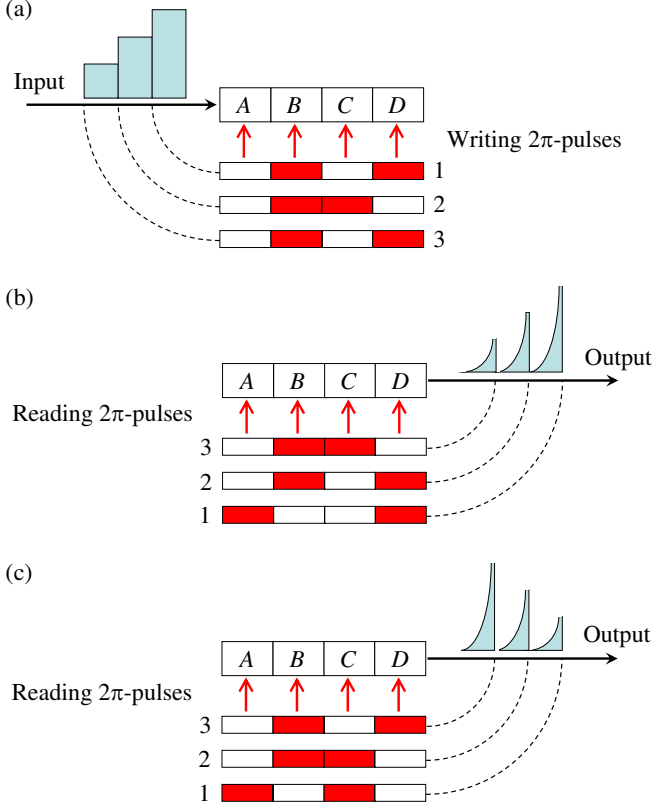 (a)
Input
A B C D
Writing 2π-pulses
1
2
3
(b)
Output
A B C D
Reading 2π-pulses
3
2
1
(c)
Output
A B C D
Reading 2π-pulses
3
2
1